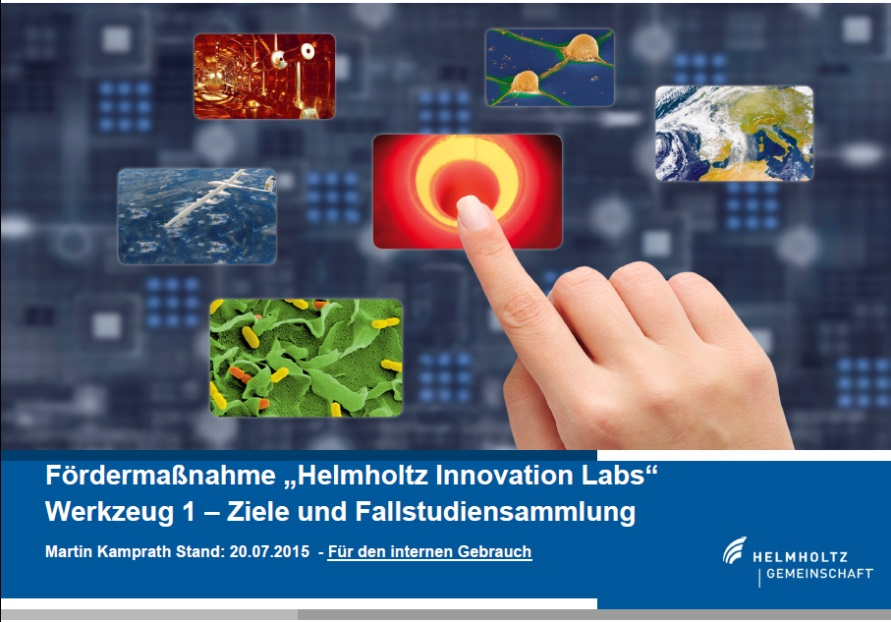 Fördermaßnahme „Helmholtz Innovation Labs“
Werkzeug 1 – Ziele und Fallstudiensammlung
Martin Kamprath Stand: 20.07.2015 - Für den internen Gebrauch
HELMHOLTZ
GEMEINSCHAFT